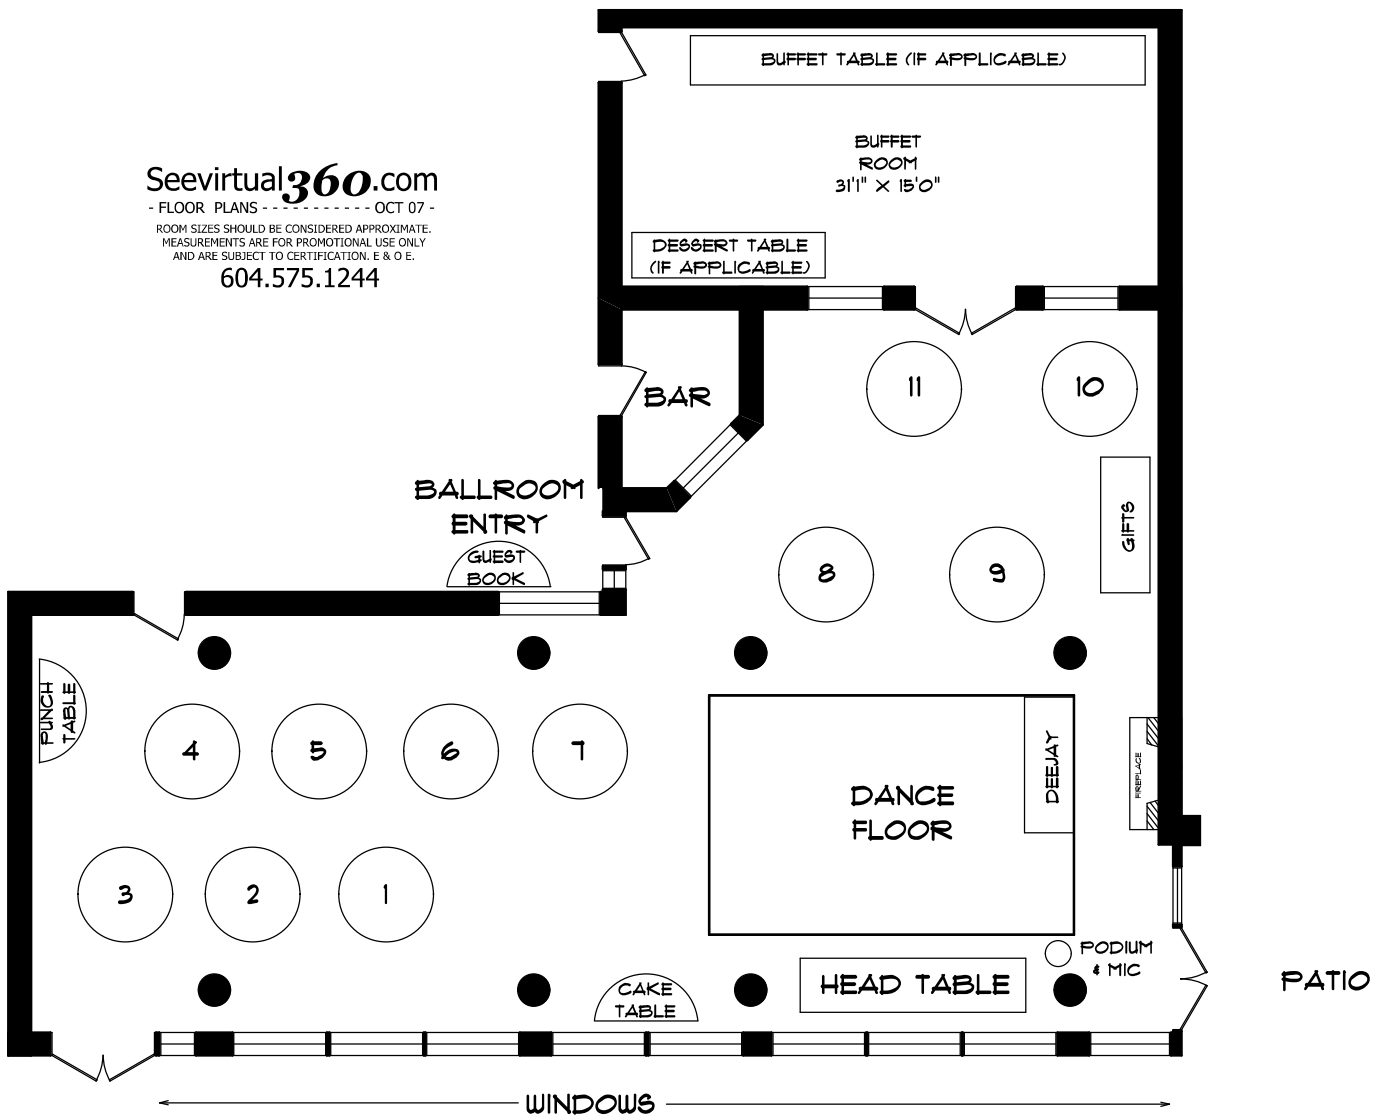 BUFFET TABLE (IF APPLICABLE)
BUFFET
ROOM
31'1" X 15'0"
Seevirtual360.com
- FLOOR PLANS - - - - - - - - - - - OCT 07 -
ROOM SIZES SHOULD BE CONSIDERED APPROXIMATE.
MEASUREMENTS ARE FOR PROMOTIONAL USE ONLY
AND ARE SUBJECT TO CERTIFICATION. E & O E.
604.575.1244
DESSERT TABLE
(IF APPLICABLE)
BAR
11
10
BALLROOM
ENTRY
GUEST
BOOK
GIFTS
8
9
PUNCH
TABLE
4
5
6
7
DANCE
FLOOR
DEEJAY
FIREPLACE
3
2
1
PODIUM
& MIC
HEAD TABLE
CAKE
TABLE
PATIO
WINDOWS